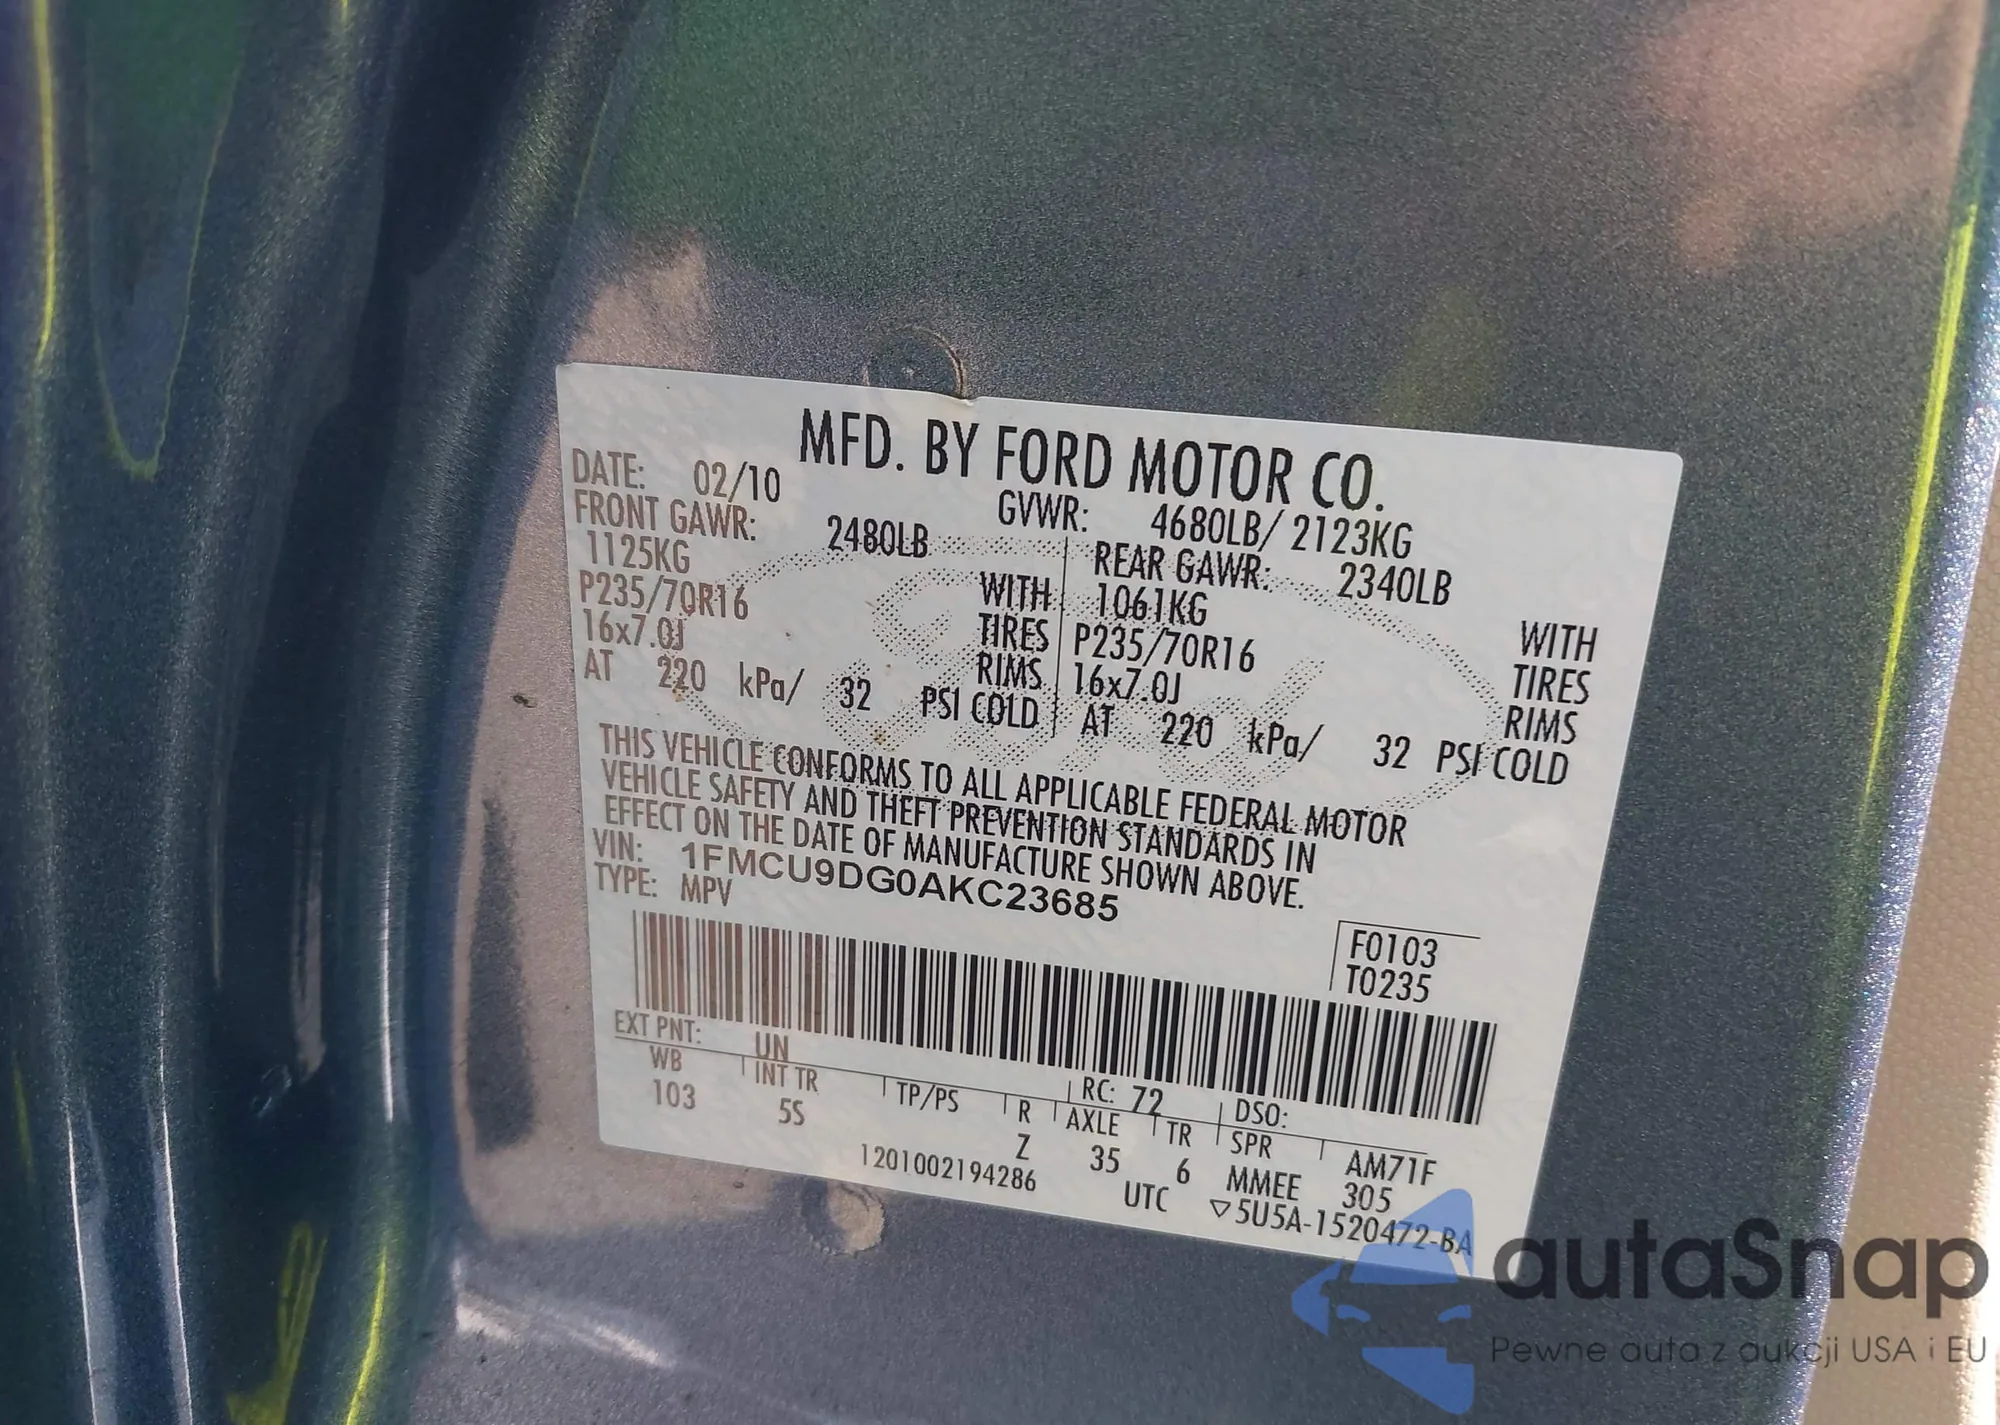 MFD. BY FORD MOTOR CO.
DATE: 02/10
GVWR: 4680LB/ 2123KG
FRONT GAWR: 2480LB
1125KG WITH
P235/70R16 TIRES
16x7.0J RIMS
AT 220 kPa/ 32 PSI COLD
REAR GAWR: 2340LB
1061KG WITH
P235/70R16 TIRES
16x7.0J RIMS
AT 220 kPa/ 32 PSI COLD
THIS VEHICLE CONFORMS TO ALL APPLICABLE FEDERAL MOTOR
VEHICLE SAFETY AND THEFT PREVENTION STANDARDS IN
EFFECT ON THE DATE OF MANUFACTURE SHOWN ABOVE.
VIN: 1FMCU9DG0AKC23685
TYPE: MPV
F0103
T0235
EXT PNT: UN RC: 72 DSO:
WB INT TR TP/PS R AXLE TR SPR AM71F
103 5S Z 35 6 MMEE 305
1201002194286 UTC ▽5U5A-1520472-BA
autaSnap
Pewne auta z aukcji USA i EU